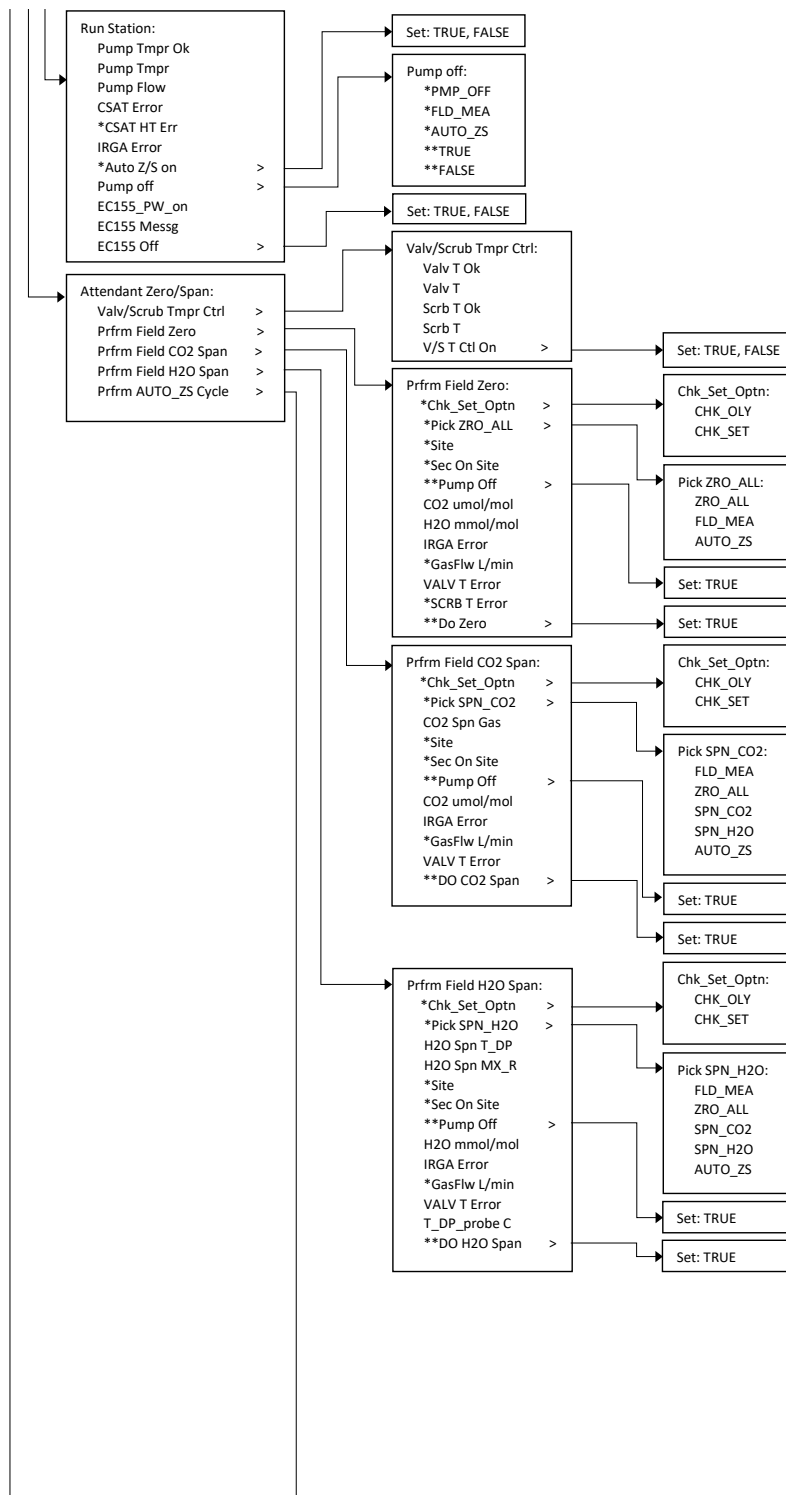 Run Station:
Pump Tmpr Ok
Pump Tmpr
Pump Flow
CSAT Error
*CSAT HT Err
IRGA Error
*Auto Z/S on >
Pump off >
EC155_PW_on
EC155 Messg
EC155 Off >
Set: TRUE, FALSE
Pump off:
*PMP_OFF
*FLD_MEA
*AUTO_ZS
**TRUE
**FALSE
Set: TRUE, FALSE
Attendant Zero/Span:
Valv/Scrub Tmpr Ctrl >
Prfrm Field Zero >
Prfrm Field CO2 Span >
Prfrm Field H2O Span >
Prfrm AUTO_ZS Cycle >
Valv/Scrub Tmpr Ctrl:
Valv T Ok
Valv T
Scrb T Ok
Scrb T
V/S T Ctl On >
Set: TRUE, FALSE
Prfrm Field Zero:
*Chk_Set_Optn >
*Pick ZRO_ALL >
*Site
*Sec On Site
**Pump Off >
CO2 umol/mol
H2O mmol/mol
IRGA Error
*GasFlw L/min
VALV T Error
*SCRB T Error
**Do Zero >
Chk_Set_Optn:
CHK_OLY
CHK_SET
Pick ZRO_ALL:
ZRO_ALL
FLD_MEA
AUTO_ZS
Set: TRUE
Set: TRUE
Prfrm Field CO2 Span:
*Chk_Set_Optn >
*Pick SPN_CO2 >
CO2 Spn Gas
*Site
*Sec On Site
**Pump Off >
CO2 umol/mol
IRGA Error
*GasFlw L/min
VALV T Error
**DO CO2 Span >
Chk_Set_Optn:
CHK_OLY
CHK_SET
Pick SPN_CO2:
FLD_MEA
ZRO_ALL
SPN_CO2
SPN_H2O
AUTO_ZS
Set: TRUE
Set: TRUE
Prfrm Field H2O Span:
*Chk_Set_Optn >
*Pick SPN_H2O >
H2O Spn T_DP
H2O Spn MX_R
*Site
*Sec On Site
**Pump Off >
H2O mmol/mol
IRGA Error
*GasFlw L/min
VALV T Error
T_DP_probe C
**DO H2O Span >
Chk_Set_Optn:
CHK_OLY
CHK_SET
Pick SPN_H2O:
FLD_MEA
ZRO_ALL
SPN_CO2
SPN_H2O
AUTO_ZS
Set: TRUE
Set: TRUE